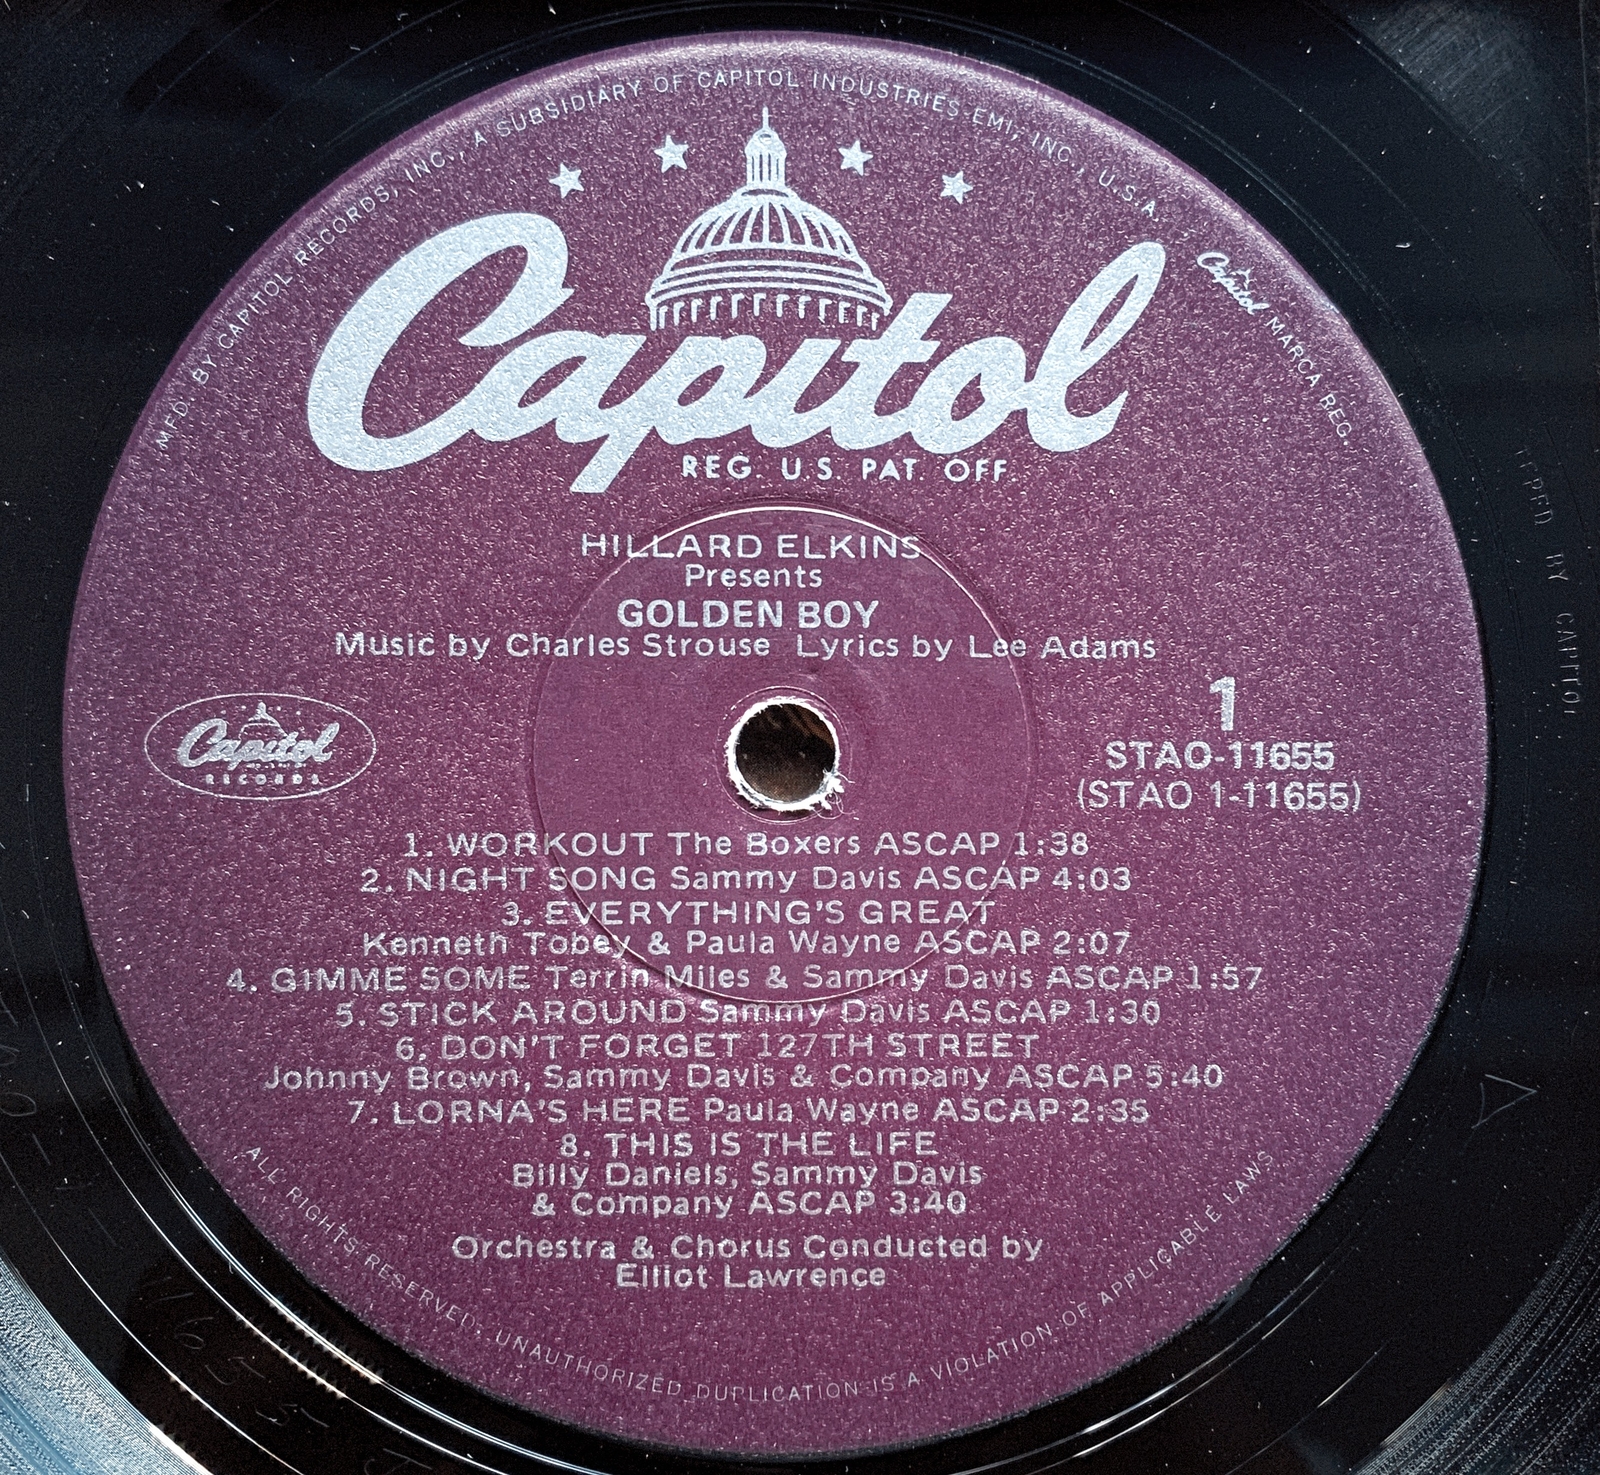 MFD. BY CAPITOL RECORDS, INC., A SUBSIDIARY OF CAPITOL INDUSTRIES-EMI, INC., U.S.A. Capitol MARCA REG.
Capitol
REG. U.S. PAT. OFF.
HILLARD ELKINS
Presents
GOLDEN BOY
Music by Charles Strouse Lyrics by Lee Adams
1
STAO-11655
(STAO 1-11655)
Capitol
RECORDS
1. WORKOUT The Boxers ASCAP 1:38
2. NIGHT SONG Sammy Davis ASCAP 4:03
3. EVERYTHING'S GREAT
Kenneth Tobey & Paula Wayne ASCAP 2:07
4. GIMME SOME Terrin Miles & Sammy Davis ASCAP 1:57
5. STICK AROUND Sammy Davis ASCAP 1:30
6. DON'T FORGET 127TH STREET
Johnny Brown, Sammy Davis & Company ASCAP 5:40
7. LORNA'S HERE Paula Wayne ASCAP 2:35
8. THIS IS THE LIFE
Billy Daniels, Sammy Davis
& Company ASCAP 3:40
Orchestra & Chorus Conducted by
Elliot Lawrence
ALL RIGHTS RESERVED. UNAUTHORIZED DUPLICATION IS A VIOLATION OF APPLICABLE LAWS
BY CAPITOL
11655